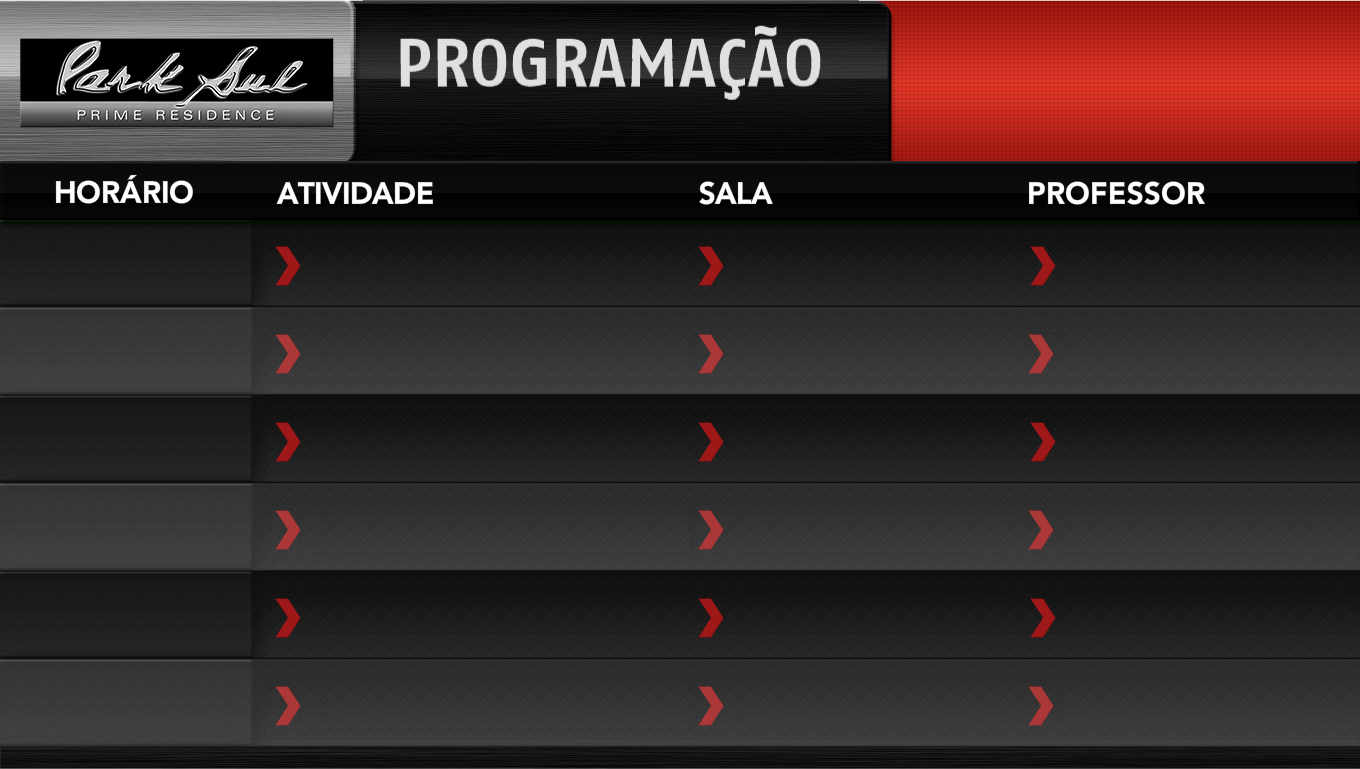 Park Sul
PRIME RESIDENCE
PROGRAMAÇÃO
HORÁRIO ATIVIDADE SALA PROFESSOR